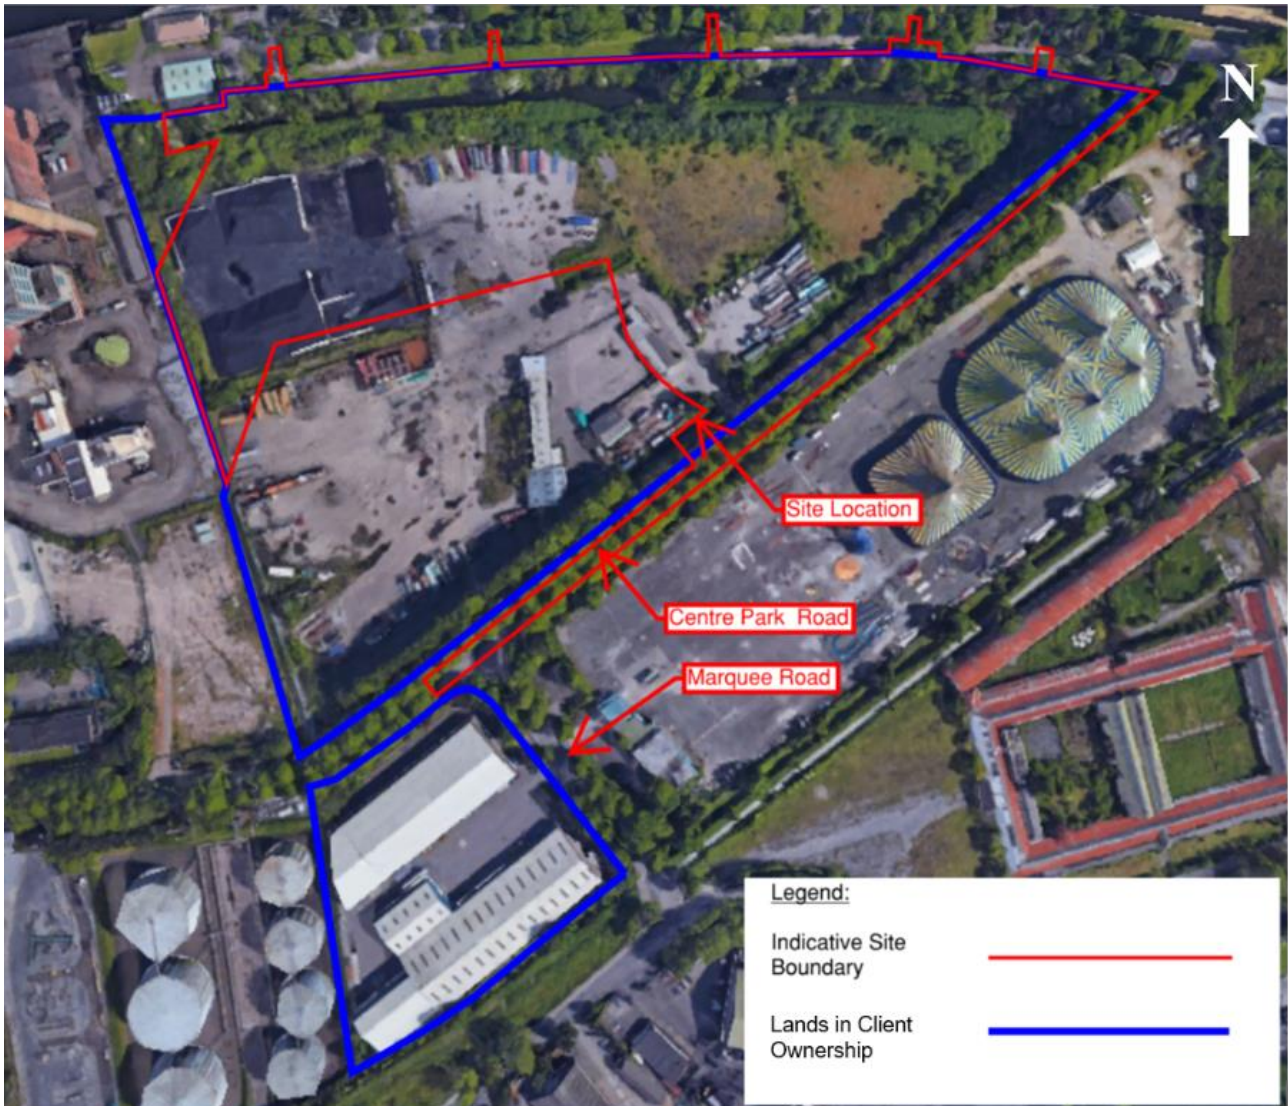 N
Site Location
Centre Park Road
Marquee Road
Legend:
Indicative Site
Boundary
Lands in Client
Ownership